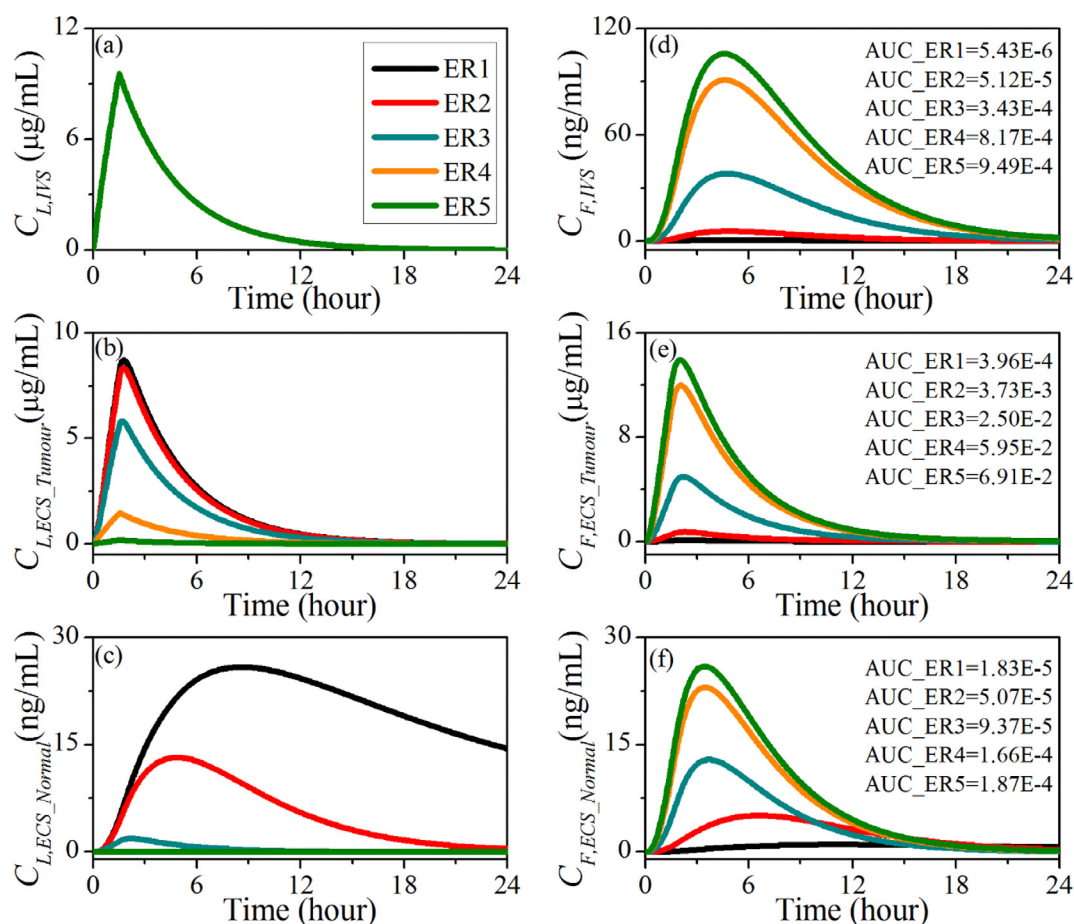 (a)
C_{L,IVS} (μg/mL)
12
6
0
0 6 12 18 24
Time (hour)
ER1
ER2
ER3
ER4
ER5
(d)
C_{F,IVS} (ng/mL)
120
60
0
0 6 12 18 24
Time (hour)
AUC_ER1=5.43E-6
AUC_ER2=5.12E-5
AUC_ER3=3.43E-4
AUC_ER4=8.17E-4
AUC_ER5=9.49E-4
(b)
C_{L,ECS_Tumour}(μg/mL)
10
5
0
0 6 12 18 24
Time (hour)
(e)
C_{F,ECS_Tumour}(μg/mL)
16
8
0
0 6 12 18 24
Time (hour)
AUC_ER1=3.96E-4
AUC_ER2=3.73E-3
AUC_ER3=2.50E-2
AUC_ER4=5.95E-2
AUC_ER5=6.91E-2
(c)
C_{L,ECS_Normal}(ng/mL)
30
15
0
0 6 12 18 24
Time (hour)
(f)
C_{F,ECS_Normal}(ng/mL)
30
15
0
0 6 12 18 24
Time (hour)
AUC_ER1=1.83E-5
AUC_ER2=5.07E-5
AUC_ER3=9.37E-5
AUC_ER4=1.66E-4
AUC_ER5=1.87E-4